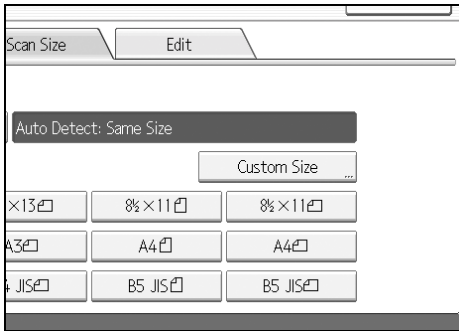 Scan Size Edit
Auto Detect: Same Size
Custom Size ...
×13 8½×11 8½×11
A3 A4 A4
JIS B5 JIS B5 JIS